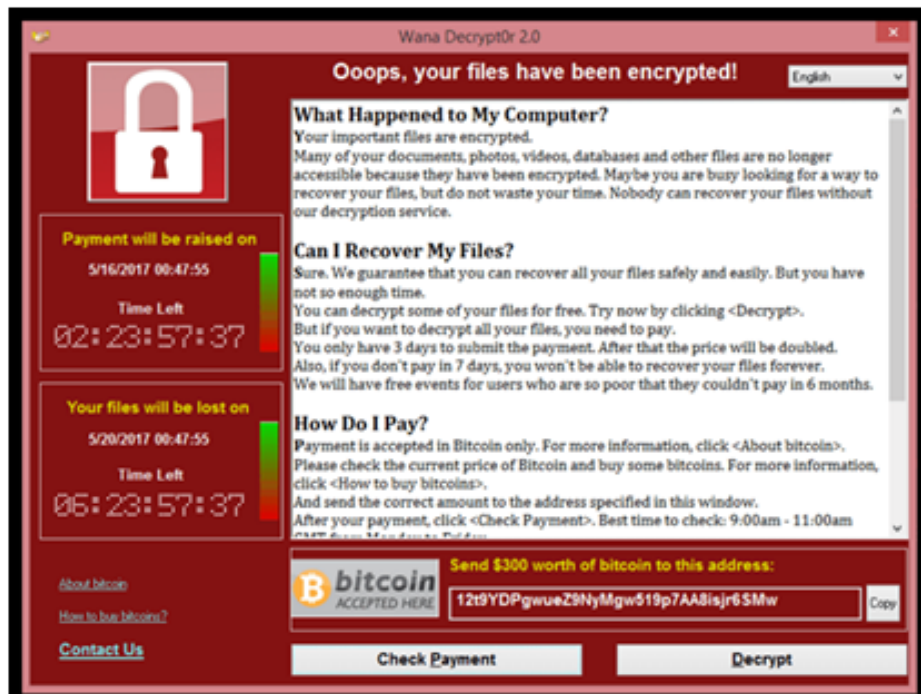 Wana Decrypt0r 2.0
Ooops, your files have been encrypted!
English
What Happened to My Computer?
Your important files are encrypted.
Many of your documents, photos, videos, databases and other files are no longer
accessible because they have been encrypted. Maybe you are busy looking for a way to
recover your files, but do not waste your time. Nobody can recover your files without
our decryption service.
Can I Recover My Files?
Sure. We guarantee that you can recover all your files safely and easily. But you have
not so enough time.
You can decrypt some of your files for free. Try now by clicking <Decrypt>.
But if you want to decrypt all your files, you need to pay.
You only have 3 days to submit the payment. After that the price will be doubled.
Also, if you don't pay in 7 days, you won't be able to recover your files forever.
We will have free events for users who are so poor that they couldn't pay in 6 months.
How Do I Pay?
Payment is accepted in Bitcoin only. For more information, click <About bitcoin>.
Please check the current price of Bitcoin and buy some bitcoins. For more information,
click <How to buy bitcoins>.
And send the correct amount to the address specified in this window.
After your payment, click <Check Payment>. Best time to check: 9:00am - 11:00am
GMT from Monday to Friday.
Payment will be raised on
5/16/2017 00:47:55
Time Left
02:23:57:37
Your files will be lost on
5/20/2017 00:47:55
Time Left
06:23:57:37
About bitcoin
How to buy bitcoins?
Contact Us
bitcoin
ACCEPTED HERE
Send $300 worth of bitcoin to this address:
12t9YDPgwueZ9NyMgw519p7AA8isjr6SMw
Copy
Check Payment
Decrypt